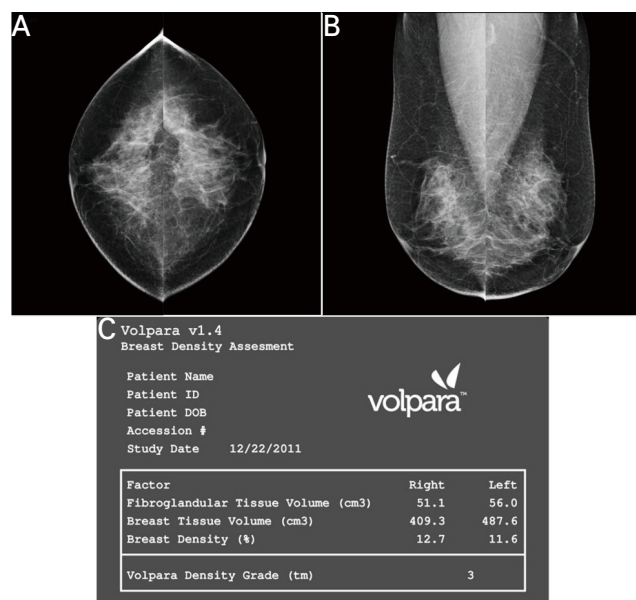 A
B
C
Volpara v1.4
Breast Density Assesment
volpara™
Patient Name
Patient ID
Patient DOB
Accession #
Study Date 12/22/2011
Factor Right Left
Fibroglandular Tissue Volume (cm3) 51.1 56.0
Breast Tissue Volume (cm3) 409.3 487.6
Breast Density (%) 12.7 11.6
Volpara Density Grade (tm) 3